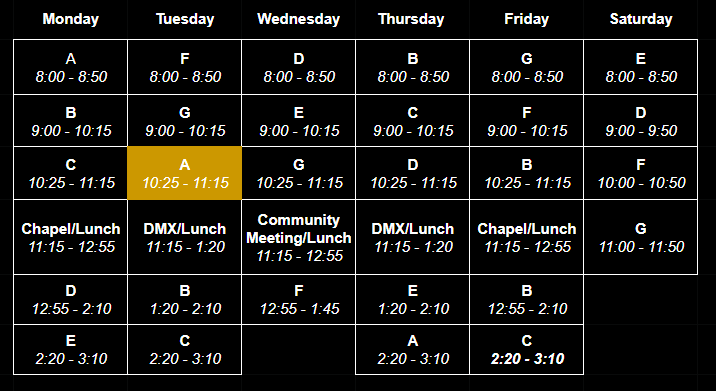 Monday Tuesday Wednesday Thursday Friday Saturday
A F D B G E
8:00 - 8:50 8:00 - 8:50 8:00 - 8:50 8:00 - 8:50 8:00 - 8:50 8:00 - 8:50
B G E C F D
9:00 - 10:15 9:00 - 10:15 9:00 - 10:15 9:00 - 10:15 9:00 - 10:15 9:00 - 9:50
C A G D B F
10:25 - 11:15 10:25 - 11:15 10:25 - 11:15 10:25 - 11:15 10:25 - 11:15 10:00 - 10:50
Chapel/Lunch DMX/Lunch Community Meeting/Lunch DMX/Lunch Chapel/Lunch G
11:15 - 12:55 11:15 - 1:20 11:15 - 12:55 11:15 - 1:20 11:15 - 12:55 11:00 - 11:50
D B F E B
12:55 - 2:10 1:20 - 2:10 12:55 - 1:45 1:20 - 2:10 12:55 - 2:10
E C A C
2:20 - 3:10 2:20 - 3:10 2:20 - 3:10 2:20 - 3:10